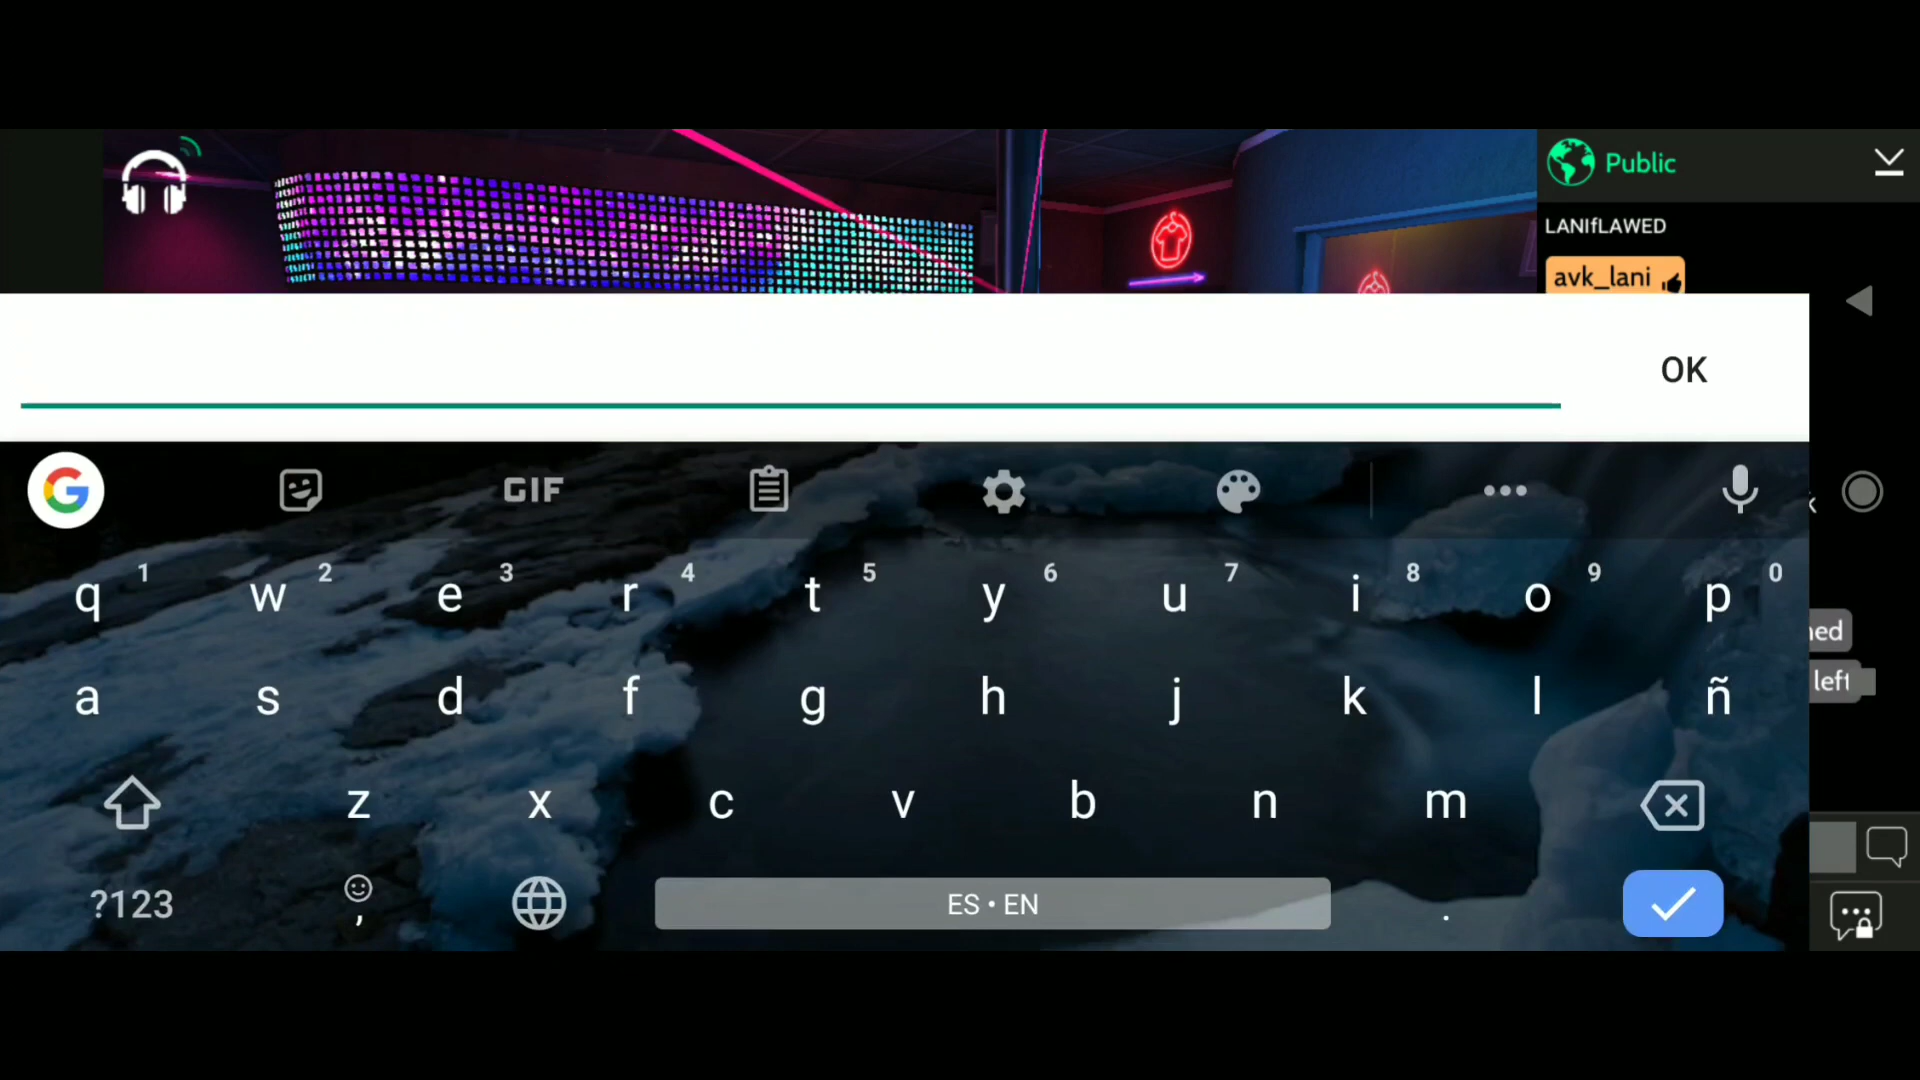 Public
LANIfLAWED
avk_lani
OK
GIF
q 1 w 2 e 3 r 4 t 5 y 6 u 7 i 8 o 9 p 0
a s d f g h j k l ñ
left
z x c v b n m
?123 , ES • EN .